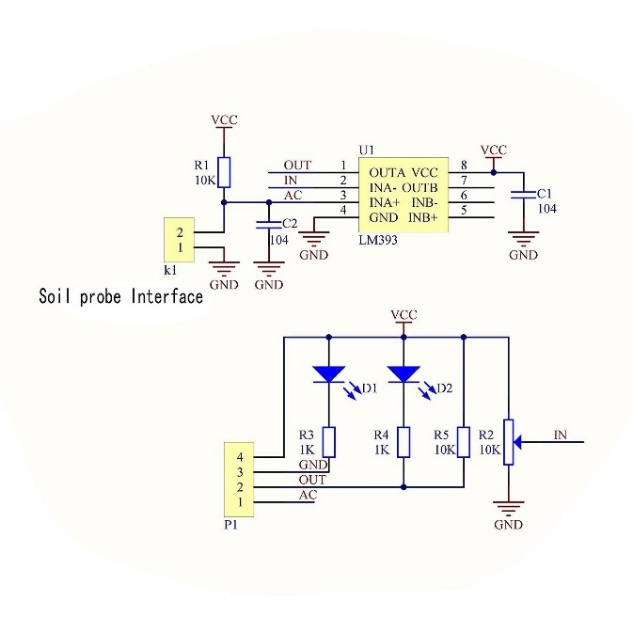 VCC
U1
VCC
R1
10K
OUT 1
IN 2
AC 3
4
OUTA VCC
INA- OUTB
INA+ INB-
GND INB+
8
7
6
5
C1
104
C2
104
2
1
LM393
GND
GND
k1
GND
GND
Soil probe Interface
VCC
D1
D2
R3
1K
R4
1K
R5
10K
R2
10K
IN
4
3
2
1
GND
OUT
AC
P1
GND